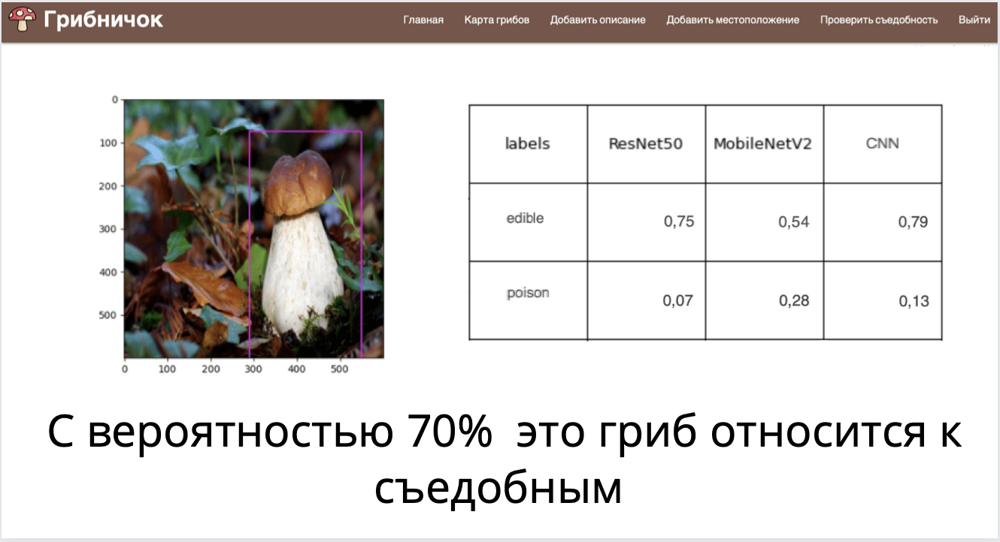 Грибничок
Главная Карта грибов Добавить описание Добавить местоположение Проверить съедобность Выйти
0
100
200
300
400
500
0 100 200 300 400 500
labels ResNet50 MobileNetV2 CNN
edible 0,75 0,54 0,79
poison 0,07 0,28 0,13
С вероятностью 70% это гриб относится к
съедобным